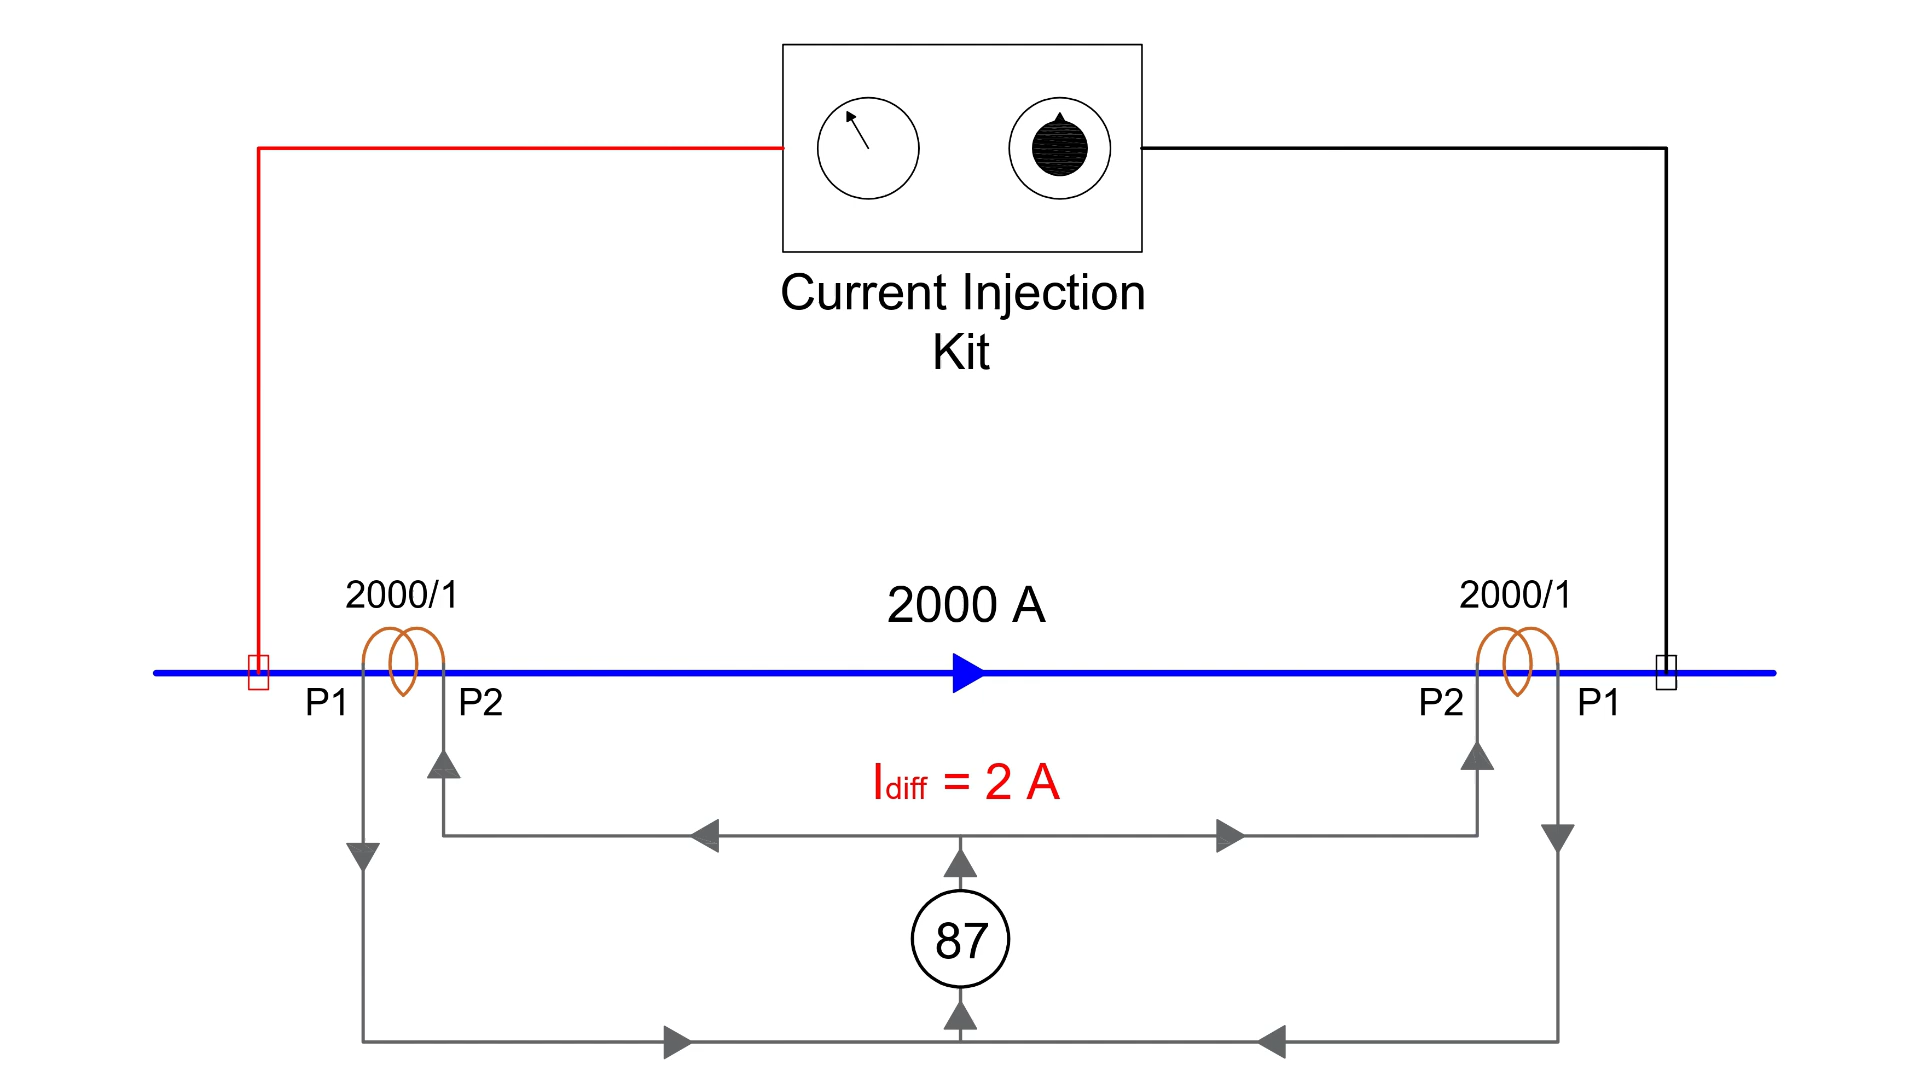 Current Injection
Kit
2000/1
2000 A
2000/1
P1
P2
P2
P1
Idiff = 2 A
87